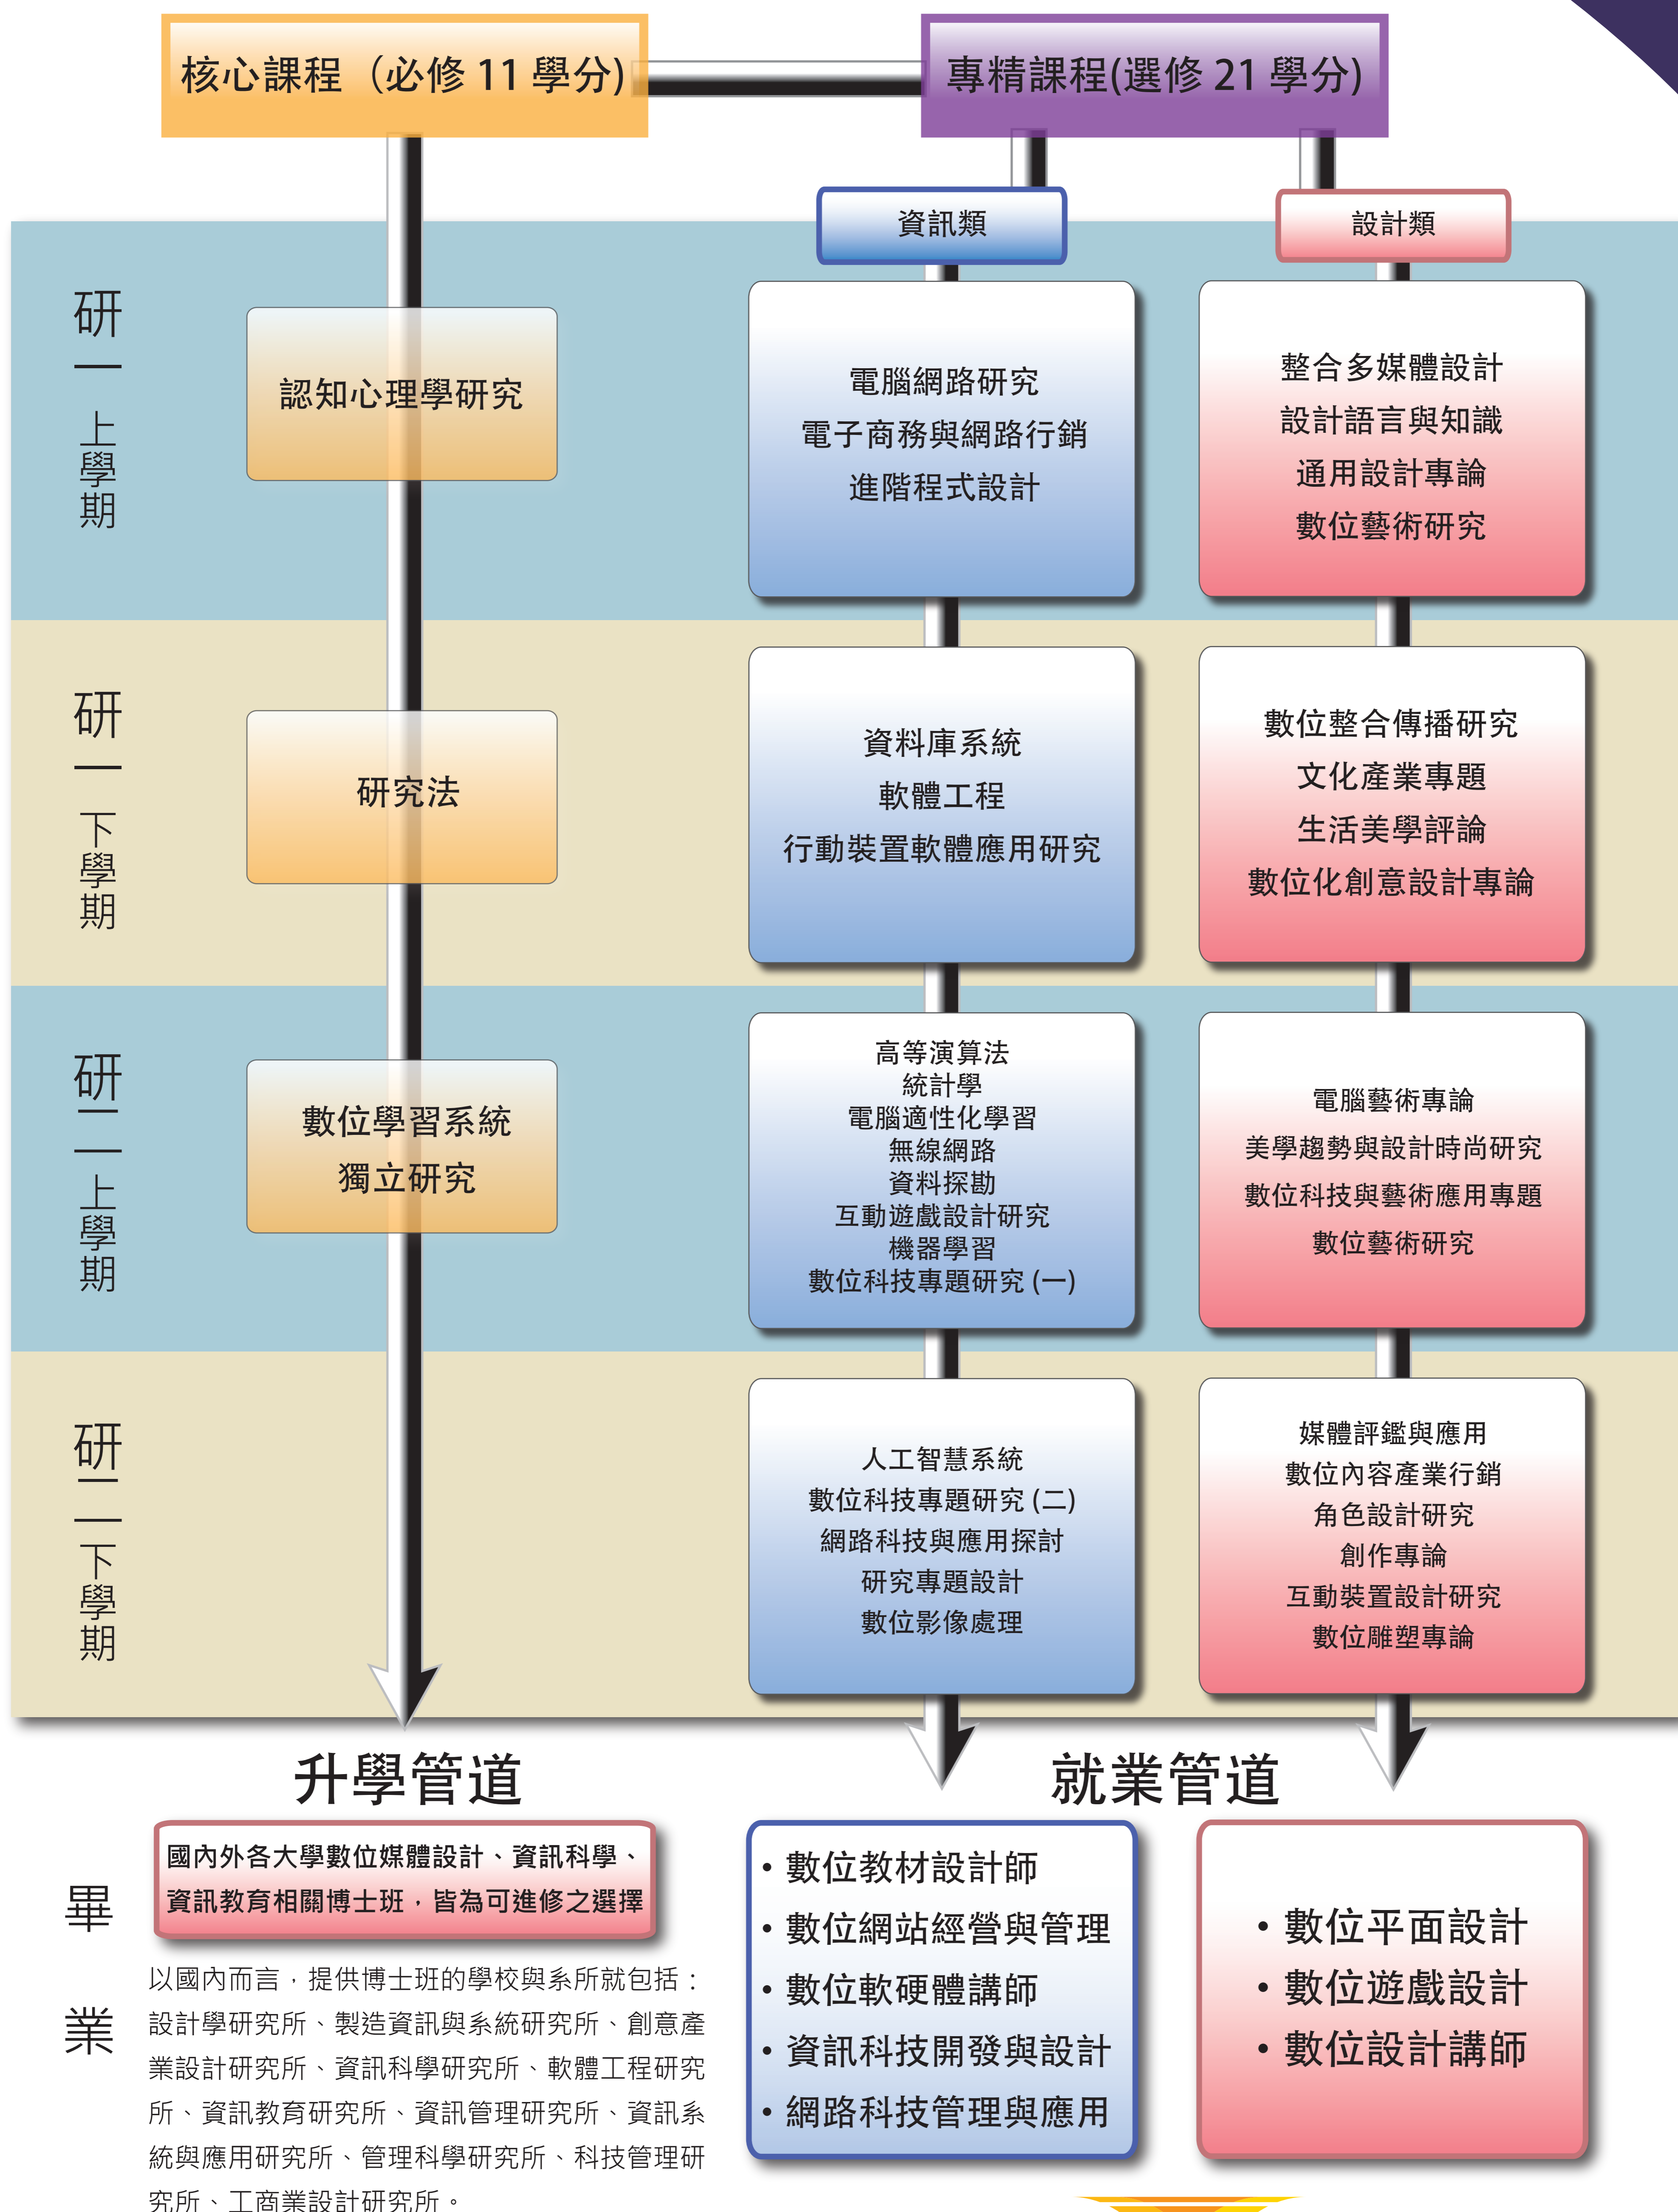 核心課程（必修 11 學分)
專精課程(選修 21 學分)
資訊類
設計類
研一上學期
認知心理學研究
電腦網路研究
電子商務與網路行銷
進階程式設計
整合多媒體設計
設計語言與知識
通用設計專論
數位藝術研究
研一下學期
研究法
資料庫系統
軟體工程
行動裝置軟體應用研究
數位整合傳播研究
文化產業專題
生活美學評論
數位化創意設計專論
研二上學期
數位學習系統
獨立研究
高等演算法
統計學
電腦適性化學習
無線網路
資料探勘
互動遊戲設計研究
機器學習
數位科技專題研究 (一)
電腦藝術專論
美學趨勢與設計時尚研究
數位科技與藝術應用專題
數位藝術研究
研二下學期
人工智慧系統
數位科技專題研究 (二)
網路科技與應用探討
研究專題設計
數位影像處理
媒體評鑑與應用
數位內容產業行銷
角色設計研究
創作專論
互動裝置設計研究
數位雕塑專論
升學管道
就業管道
畢業
國內外各大學數位媒體設計、資訊科學、
資訊教育相關博士班，皆為可進修之選擇
以國內而言，提供博士班的學校與系所就包括：
設計學研究所、製造資訊與系統研究所、創意產
業設計研究所、資訊科學研究所、軟體工程研究
所、資訊教育研究所、資訊管理研究所、資訊系
統與應用研究所、管理科學研究所、科技管理研
究所、工商業設計研究所。
・數位教材設計師
・數位網站經營與管理
・數位軟硬體講師
・資訊科技開發與設計
・網路科技管理與應用
・數位平面設計
・數位遊戲設計
・數位設計講師